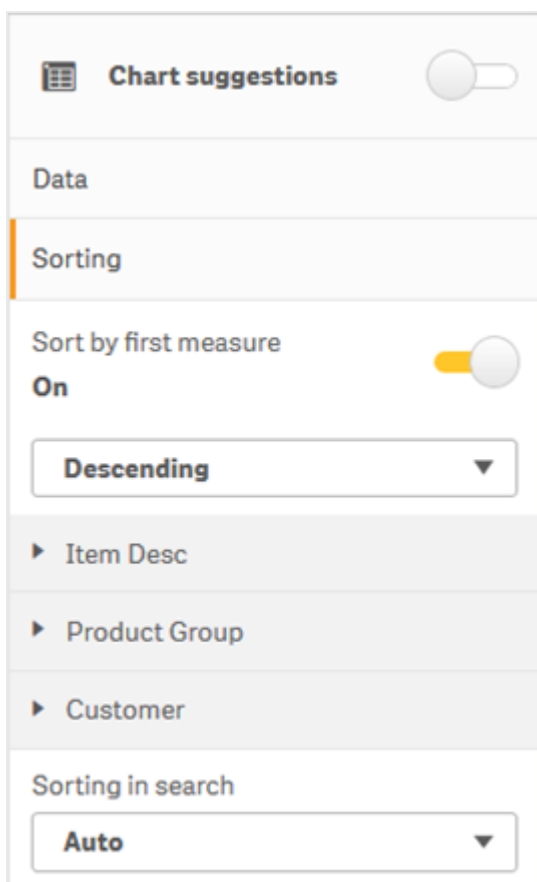 Chart suggestions
Data
Sorting
Sort by first measure
On
Descending
Item Desc
Product Group
Customer
Sorting in search
Auto